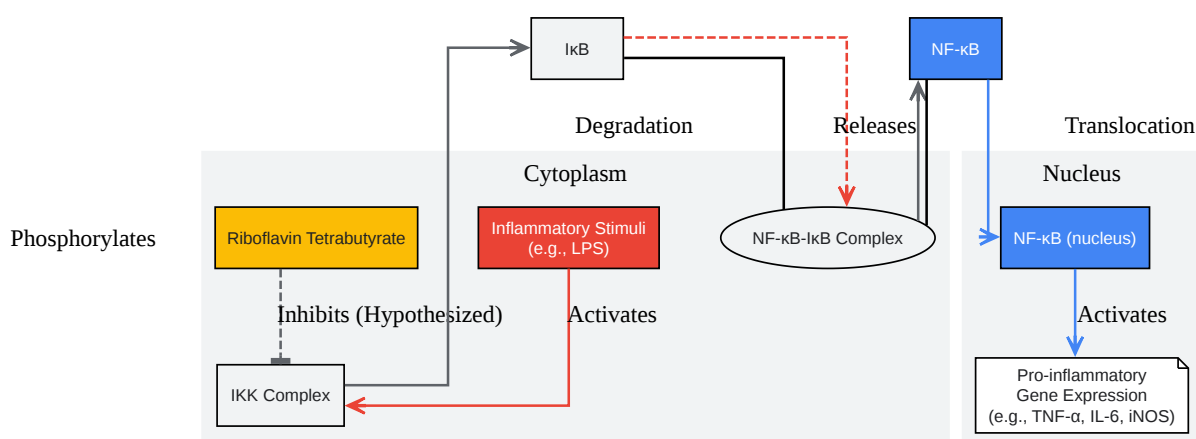 IκB
NF-κB
Degradation
Releases
Translocation
Cytoplasm
Nucleus
Phosphorylates
Riboflavin Tetrabutyrate
Inflammatory Stimuli
(e.g., LPS)
NF-κB-IκB Complex
NF-κB (nucleus)
Inhibits (Hypothesized)
Activates
Activates
IKK Complex
Pro-inflammatory
Gene Expression
(e.g., TNF-α, IL-6, iNOS)